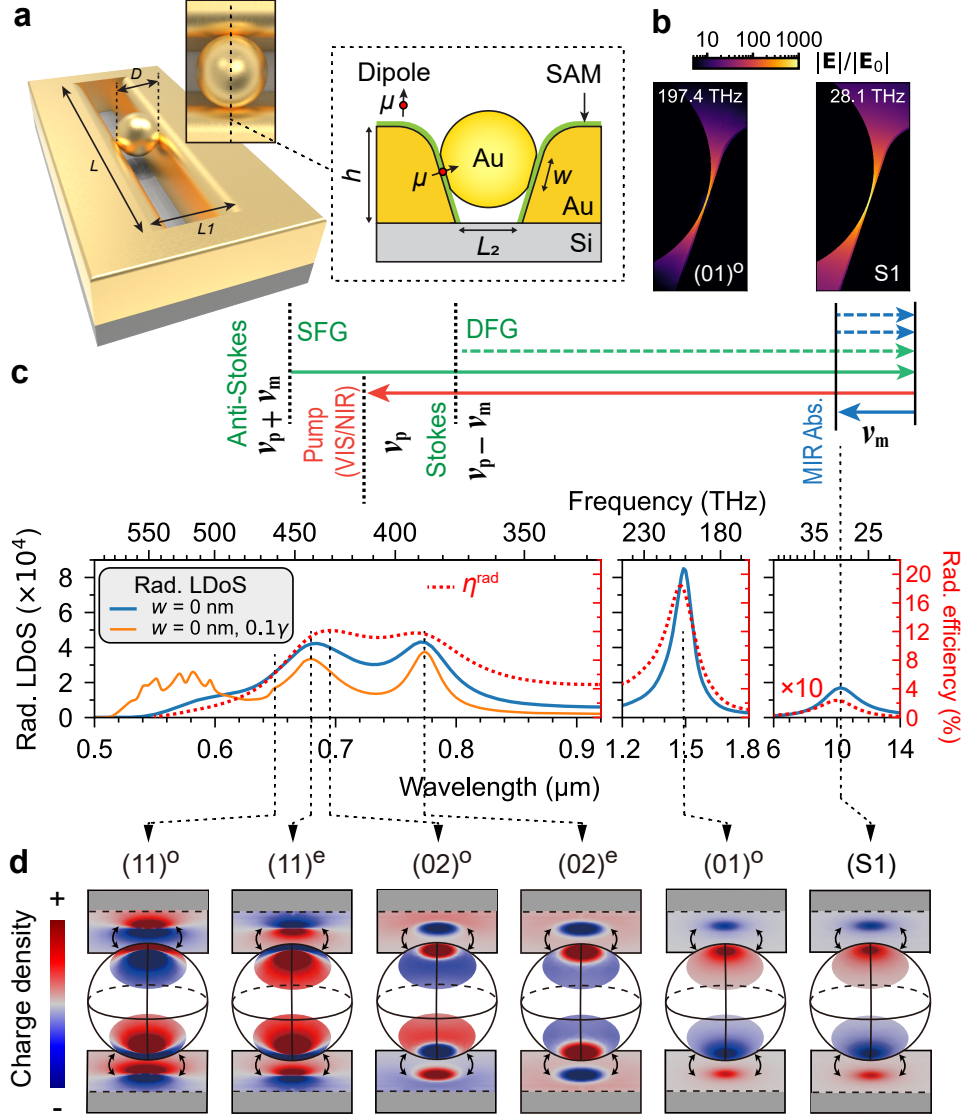 a
D
L
L1
Dipole
μ
SAM
h
Au
μ
w
Au
L₂
Si
b
10 100 1000 |E|/|E₀|
197.4 THz
28.1 THz
(01)ᵒ
S1
c
Anti-Stokes
νp + νm
SFG
Pump
(VIS/NIR)
νp
Stokes
νp − νm
DFG
MIR Abs.
νm
Frequency (THz)
550 500 450 400 350 230 180 35 25
Rad. LDoS (×10⁴)
8
6
4
2
0
Rad. LDoS
w = 0 nm
w = 0 nm, 0.1γ
ηʳᵃᵈ
×10
20
16
12
8
4
0
Rad. efficiency (%)
0.5 0.6 0.7 0.8 0.9 1.2 1.5 1.8 6 10 14
Wavelength (μm)
d
(11)ᵒ (11)ᵉ (02)ᵒ (02)ᵉ (01)ᵒ (S1)
+
Charge density
-